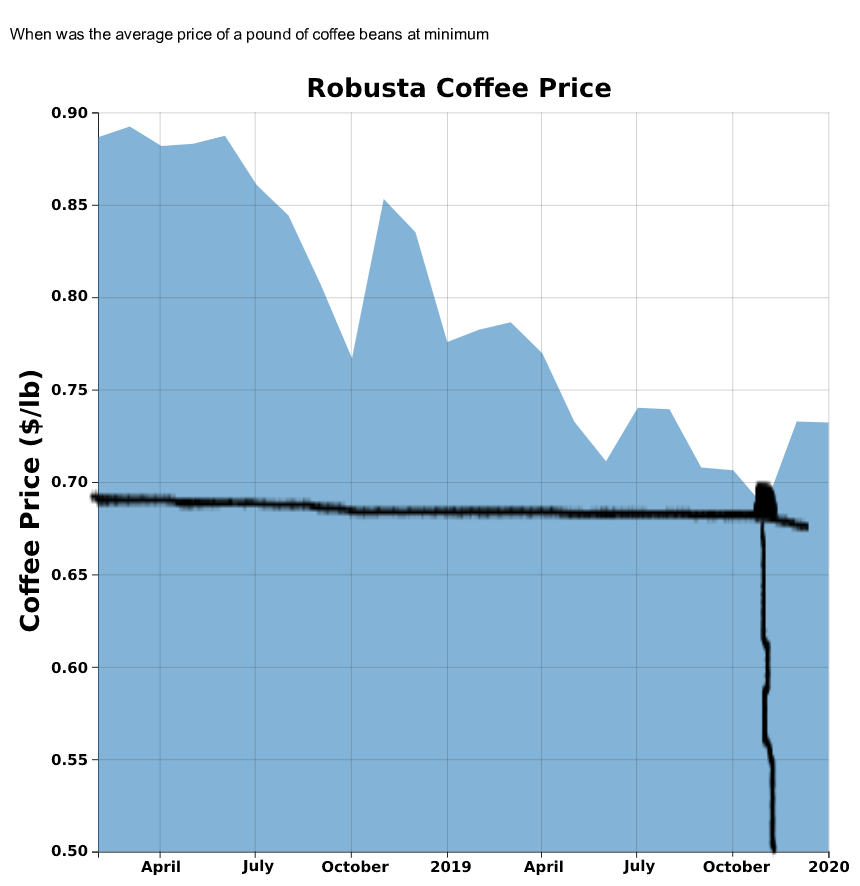 When was the average price of a pound of coffee beans at minimum
Robusta Coffee Price
0.90
0.85
0.80
0.75
0.70
0.65
0.60
0.55
0.50
Coffee Price ($/lb)
April July October 2019 April July October 2020